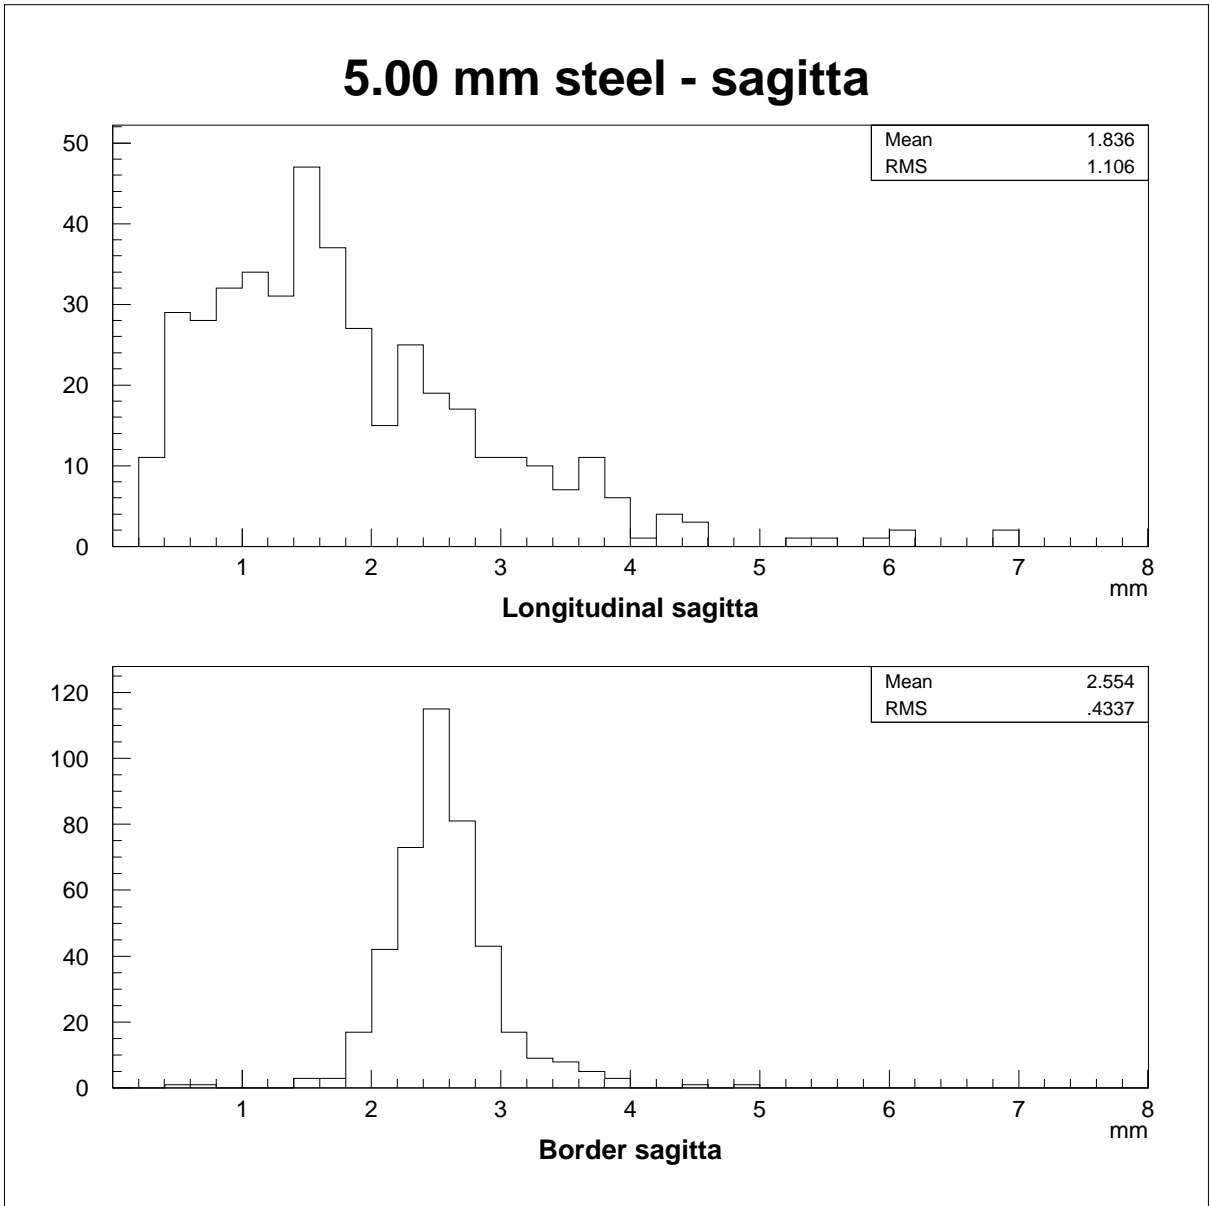 5.00 mm steel - sagitta
Mean 1.836
RMS 1.106
50
40
30
20
10
0
1 2 3 4 5 6 7 8
mm
Longitudinal sagitta
Mean 2.554
RMS .4337
120
100
80
60
40
20
0
1 2 3 4 5 6 7 8
mm
Border sagitta